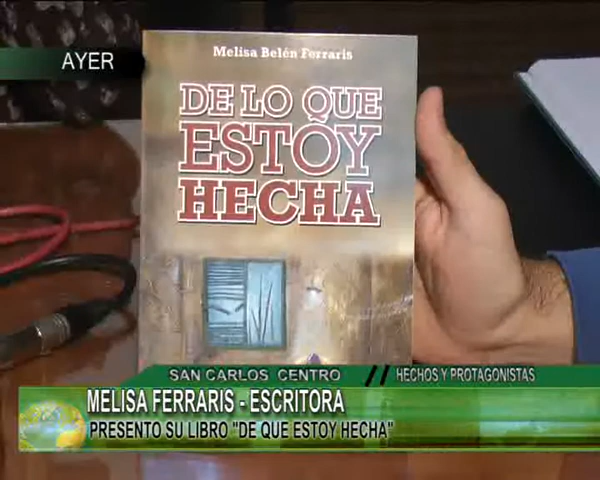 AYER
Melisa Belén Ferraris
DE LO QUE
ESTOY
HECHA
SAN CARLOS CENTRO // HECHOS Y PROTAGONISTAS
MELISA FERRARIS - ESCRITORA
PRESENTO SU LIBRO "DE QUE ESTOY HECHA"